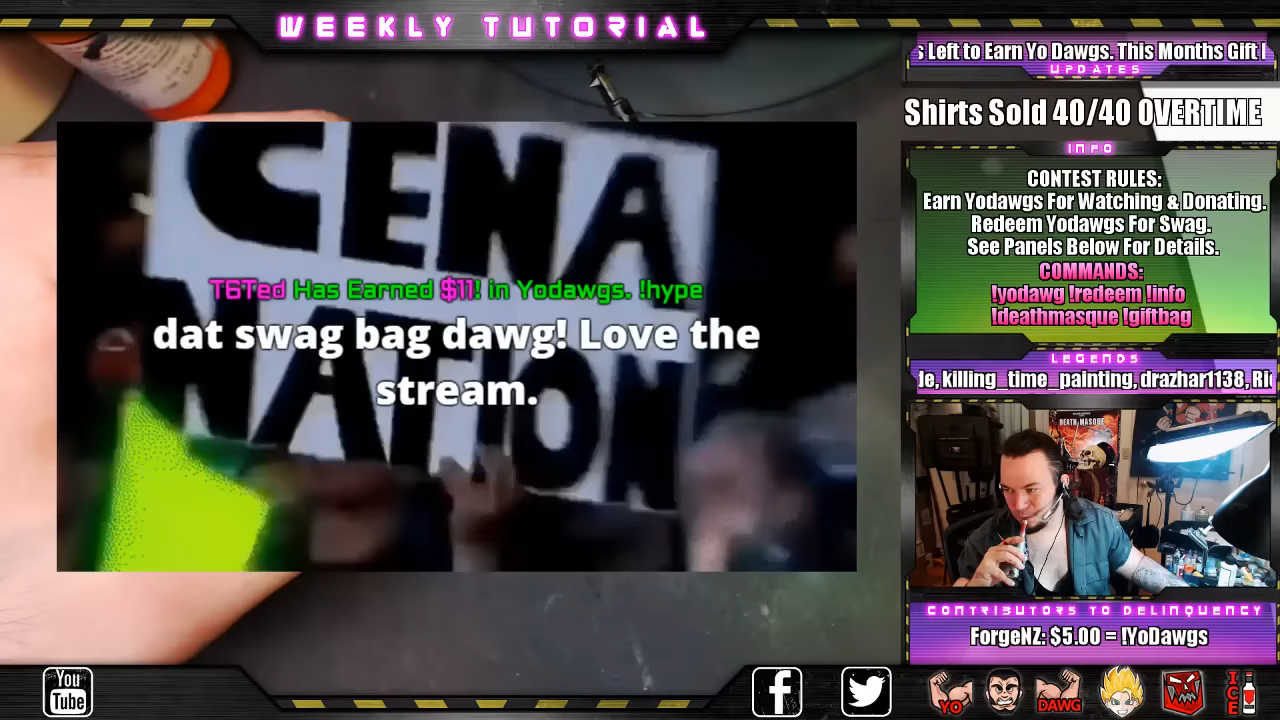 WEEKLY TUTORIAL
s Left to Earn Yo Dawgs. This Months Gift
UPDATES
Shirts Sold 40/40 OVERTIME
INFO
CONTEST RULES:
Earn Yodawgs For Watching & Donating.
Redeem Yodawgs For Swag.
See Panels Below For Details.
COMMANDS:
!yodawg !redeem !info
!deathmasque !giftbag
CENA
NATION
T6Ted Has Earned $11! in Yodawgs. !hype
dat swag bag dawg! Love the
stream.
LEGENDS
killing_time_painting, drazhar1138,
DEATH MASQUE
CONTRIBUTORS TO DELINQUENCY
ForgeNZ: $5.00 = !YoDawgs
You
Tube
f
YO
DAWG
ICE